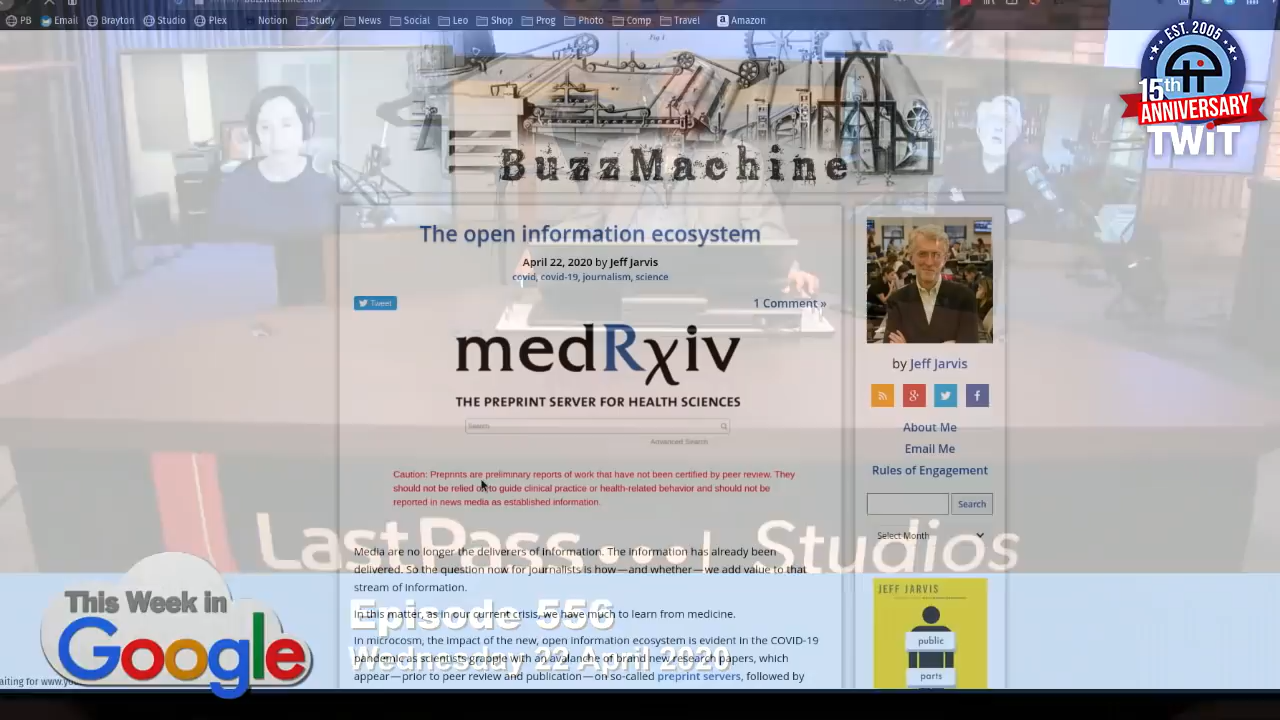 PB Email Brayton Studio Plex Notion Study News Social Leo Shop Prog Photo Comp Travel Amazon
Fig 1
EST. 2005
15th
ANNIVERSARY
TWiT
BuzzMachine
The open information ecosystem
April 22, 2020 by Jeff Jarvis
covid, covid-19, journalism, science
Tweet
1 Comment »
medRxiv
THE PREPRINT SERVER FOR HEALTH SCIENCES
Search
Advanced Search
Caution: Preprints are preliminary reports of work that have not been certified by peer review. They
should not be relied on to guide clinical practice or health-related behavior and should not be
reported in news media as established information.
Media are no longer the deliverers of information. The information has already been
delivered. So the question now for journalists is how—and whether—we add value to that
stream of information.
In this matter, as in our current crisis, we have much to learn from medicine.
In microcosm, the impact of the new, open information ecosystem is evident in the COVID-19
pandemic as scientists grapple with an avalanche of brand new research papers, which
appear—prior to peer review and publication—on so-called preprint servers, followed by
by Jeff Jarvis
About Me
Email Me
Rules of Engagement
Search
Select Month
JEFF JARVIS
public
parts
LastPass Studios
This Week in
Google
Episode 556
Wednesday 22 April 2020